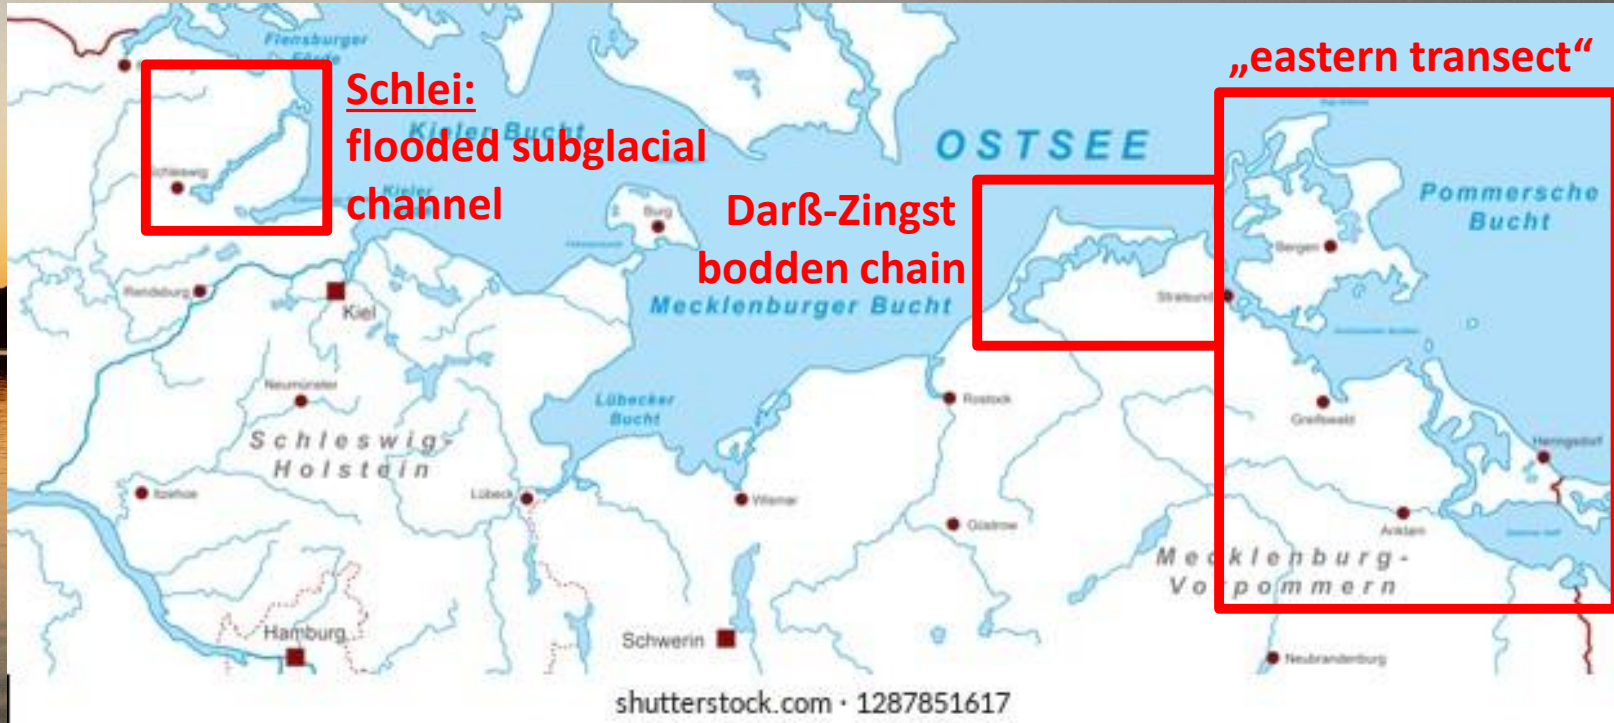 Flensburger
Förde
„eastern transect“
Schlei:
flooded subglacial
channel
Kieler Bucht
OSTSEE
Schleswig
Kieler
Pommersche
Bucht
Darß-Zingst
bodden chain
Burg
Bergen
Rendsburg
Kiel
Mecklenburger Bucht
Stralsund
Neumünster
Lübecker
Bucht
Rostock
Greifswald
Schleswig-
Holstein
Heringsdorf
Itzehoe
Lübeck
Wismar
Güstrow
Anklam
Mecklenburg-
Vorpommern
Hamburg
Schwerin
Neubrandenburg
shutterstock.com · 1287851617